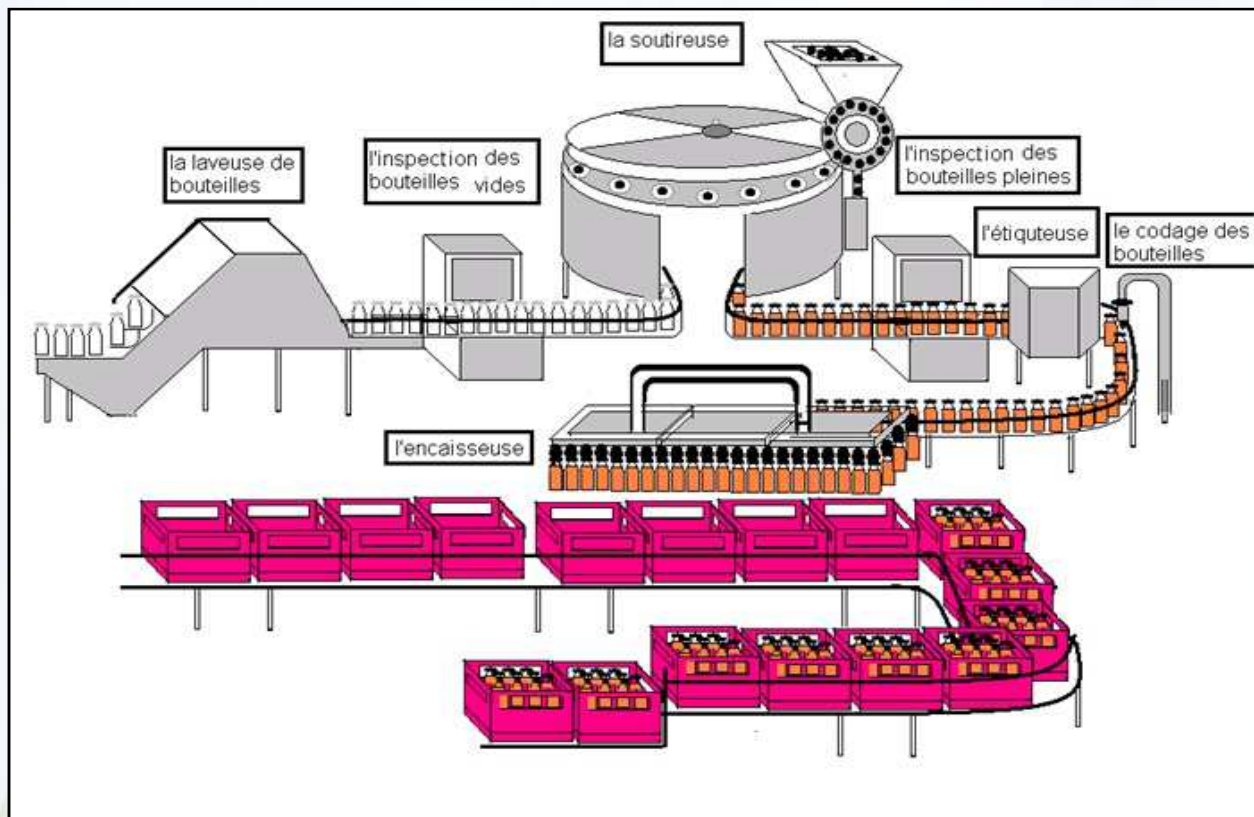 la soutireuse
la laveuse de
bouteilles
l'inspection des
bouteilles vides
l'inspection des
bouteilles pleines
l'étiquteuse
le codage des
bouteilles
l'encaisseuse